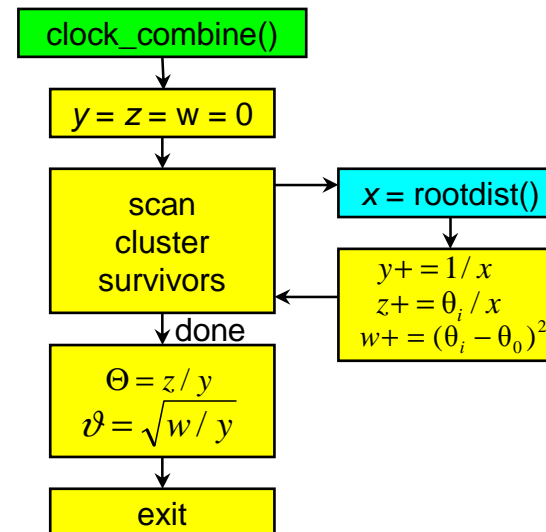 clock_combine()
y = z = w = 0
scan
cluster
survivors
x = rootdist()
y+ = 1/ x
z+ = θᵢ / x
w+ = (θᵢ − θ₀)²
done
Θ = z / y
ϑ = √(w / y)
exit